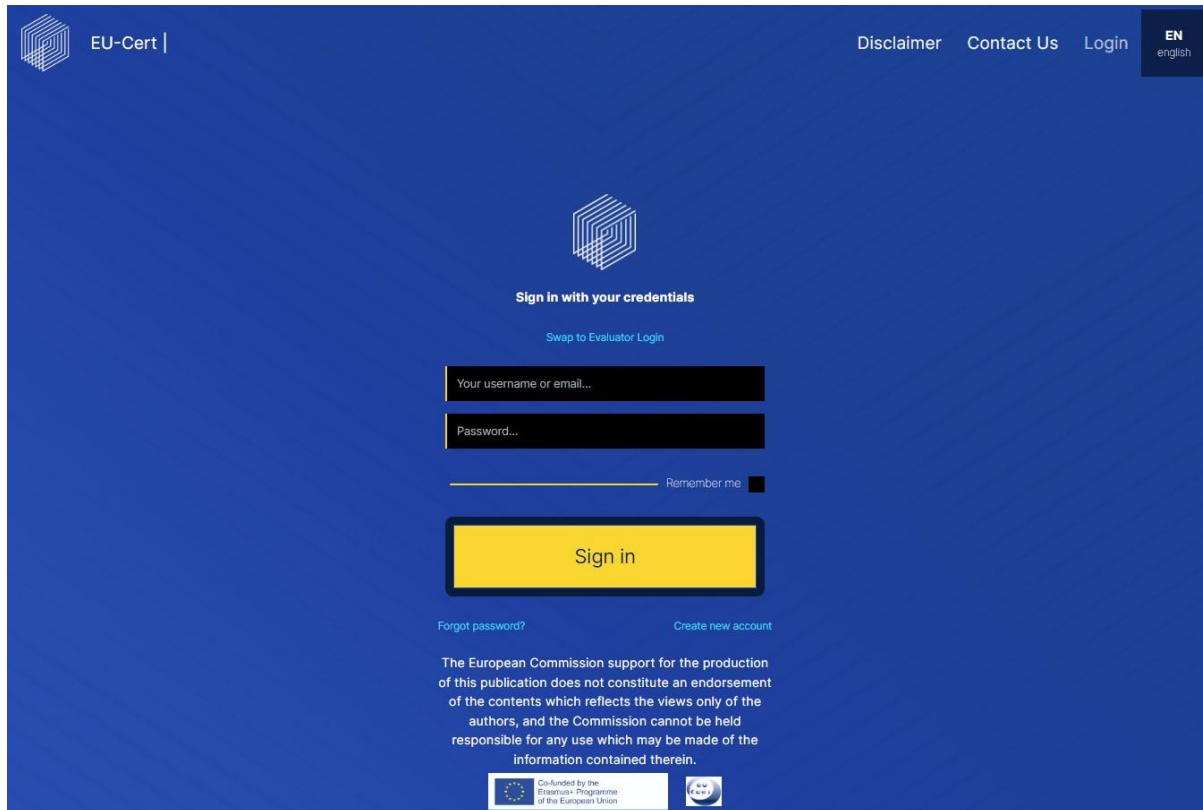 EU-Cert |
Disclaimer
Contact Us
Login
EN
english
Sign in with your credentials
Swap to Evaluator Login
Your username or email...
Password...
Remember me
Sign in
Forgot password?
Create new account
The European Commission support for the production
of this publication does not constitute an endorsement
of the contents which reflects the views only of the
authors, and the Commission cannot be held
responsible for any use which may be made of the
information contained therein.
Co-funded by the
Erasmus+ Programme
of the European Union